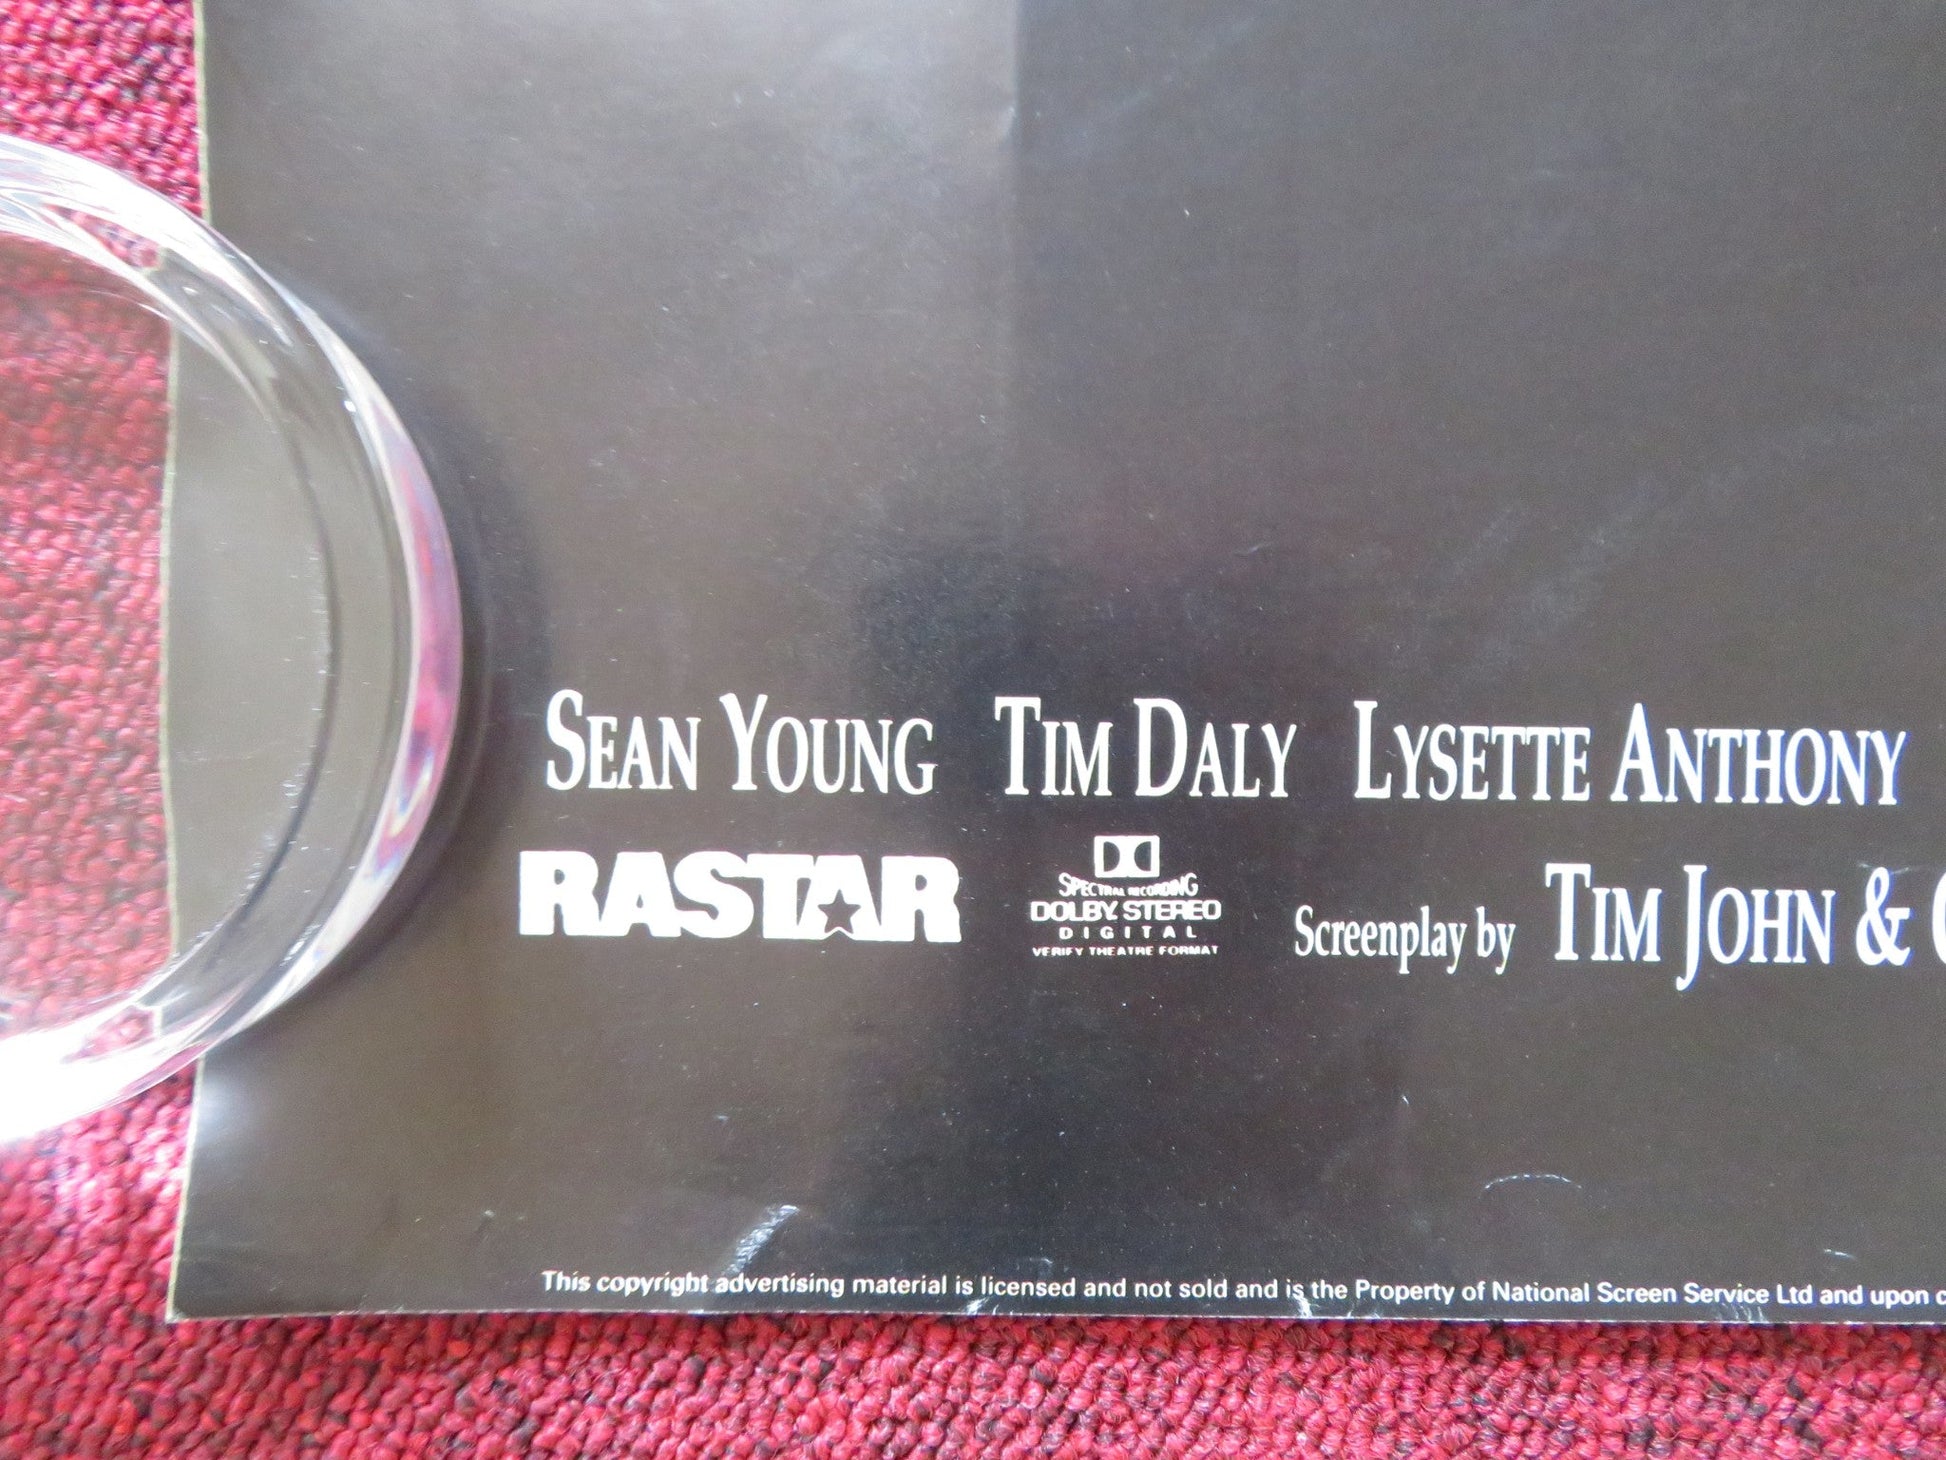 SEAN YOUNG TIM DALY LYSETTE ANTHONY
RASTAR
SPECTRAL RECORDING
DOLBY STEREO
DIGITAL
VERIFY THEATRE FORMAT
Screenplay by TIM JOHN &
This copyright advertising material is licensed and not sold and is the Property of National Screen Service Ltd and upon